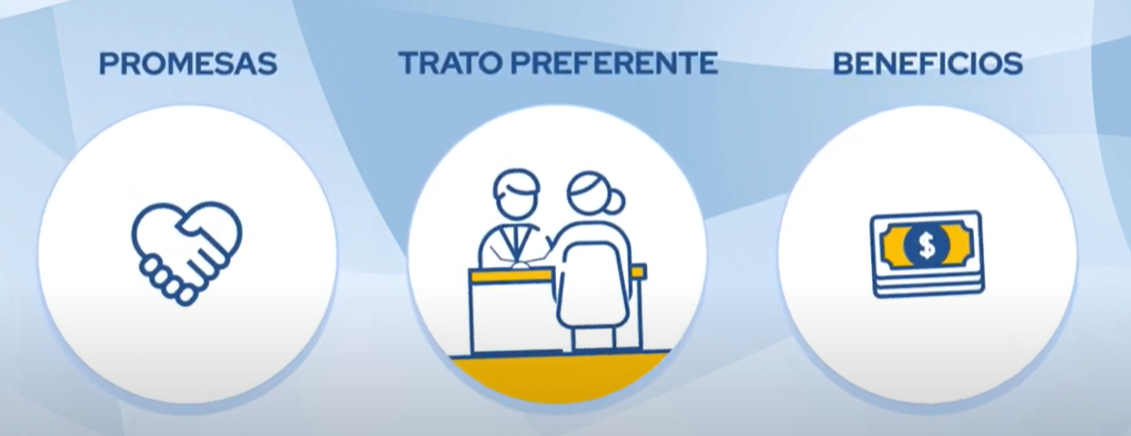 PROMESAS
TRATO PREFERENTE
BENEFICIOS
$